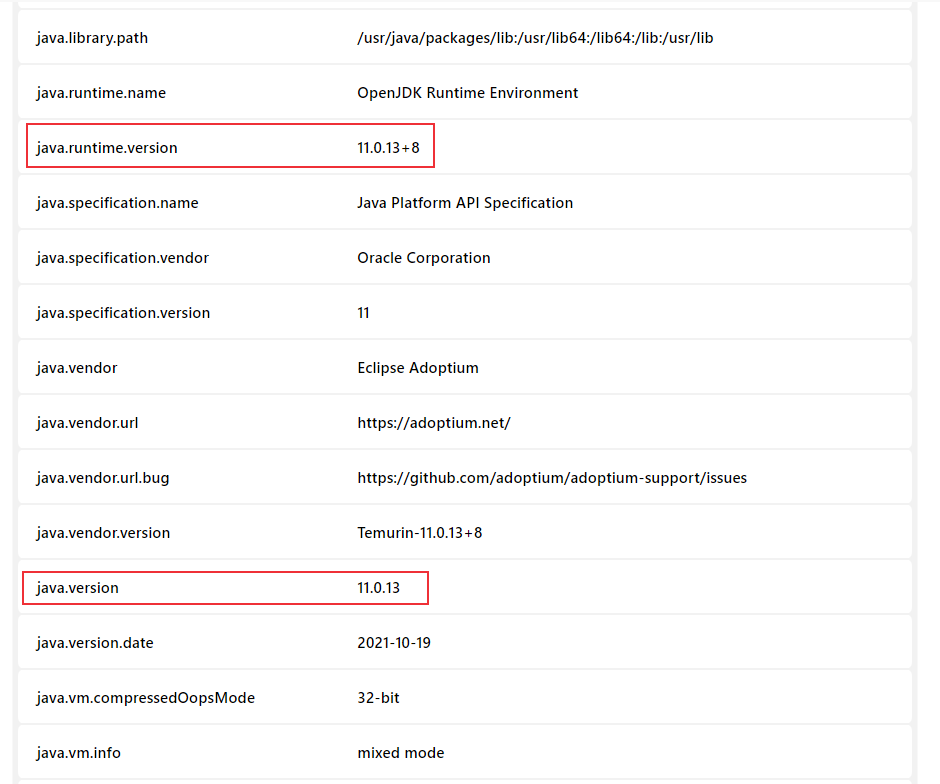 java.library.path /usr/java/packages/lib:/usr/lib64:/lib64:/lib:/usr/lib
java.runtime.name OpenJDK Runtime Environment
java.runtime.version 11.0.13+8
java.specification.name Java Platform API Specification
java.specification.vendor Oracle Corporation
java.specification.version 11
java.vendor Eclipse Adoptium
java.vendor.url https://adoptium.net/
java.vendor.url.bug https://github.com/adoptium/adoptium-support/issues
java.vendor.version Temurin-11.0.13+8
java.version 11.0.13
java.version.date 2021-10-19
java.vm.compressedOopsMode 32-bit
java.vm.info mixed mode